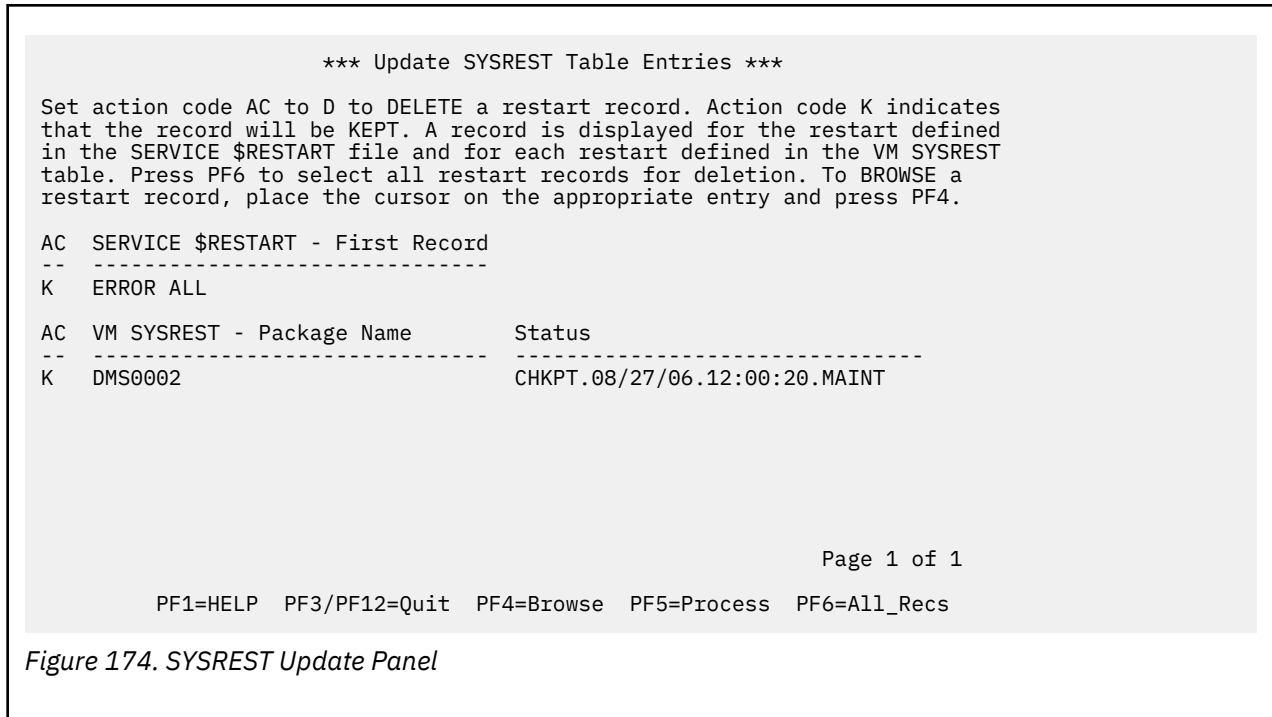 *** Update SYSREST Table Entries ***
Set action code AC to D to DELETE a restart record. Action code K indicates
that the record will be KEPT. A record is displayed for the restart defined
in the SERVICE $RESTART file and for each restart defined in the VM SYSREST
table. Press PF6 to select all restart records for deletion. To BROWSE a
restart record, place the cursor on the appropriate entry and press PF4.
AC  SERVICE $RESTART - First Record
--  -------------------------------
K   ERROR ALL
AC  VM SYSREST - Package Name        Status
--  -------------------------------  --------------------------------
K   DMS0002                          CHKPT.08/27/06.12:00:20.MAINT
Page 1 of 1
PF1=HELP  PF3/PF12=Quit  PF4=Browse  PF5=Process  PF6=All_Recs
Figure 174. SYSREST Update Panel